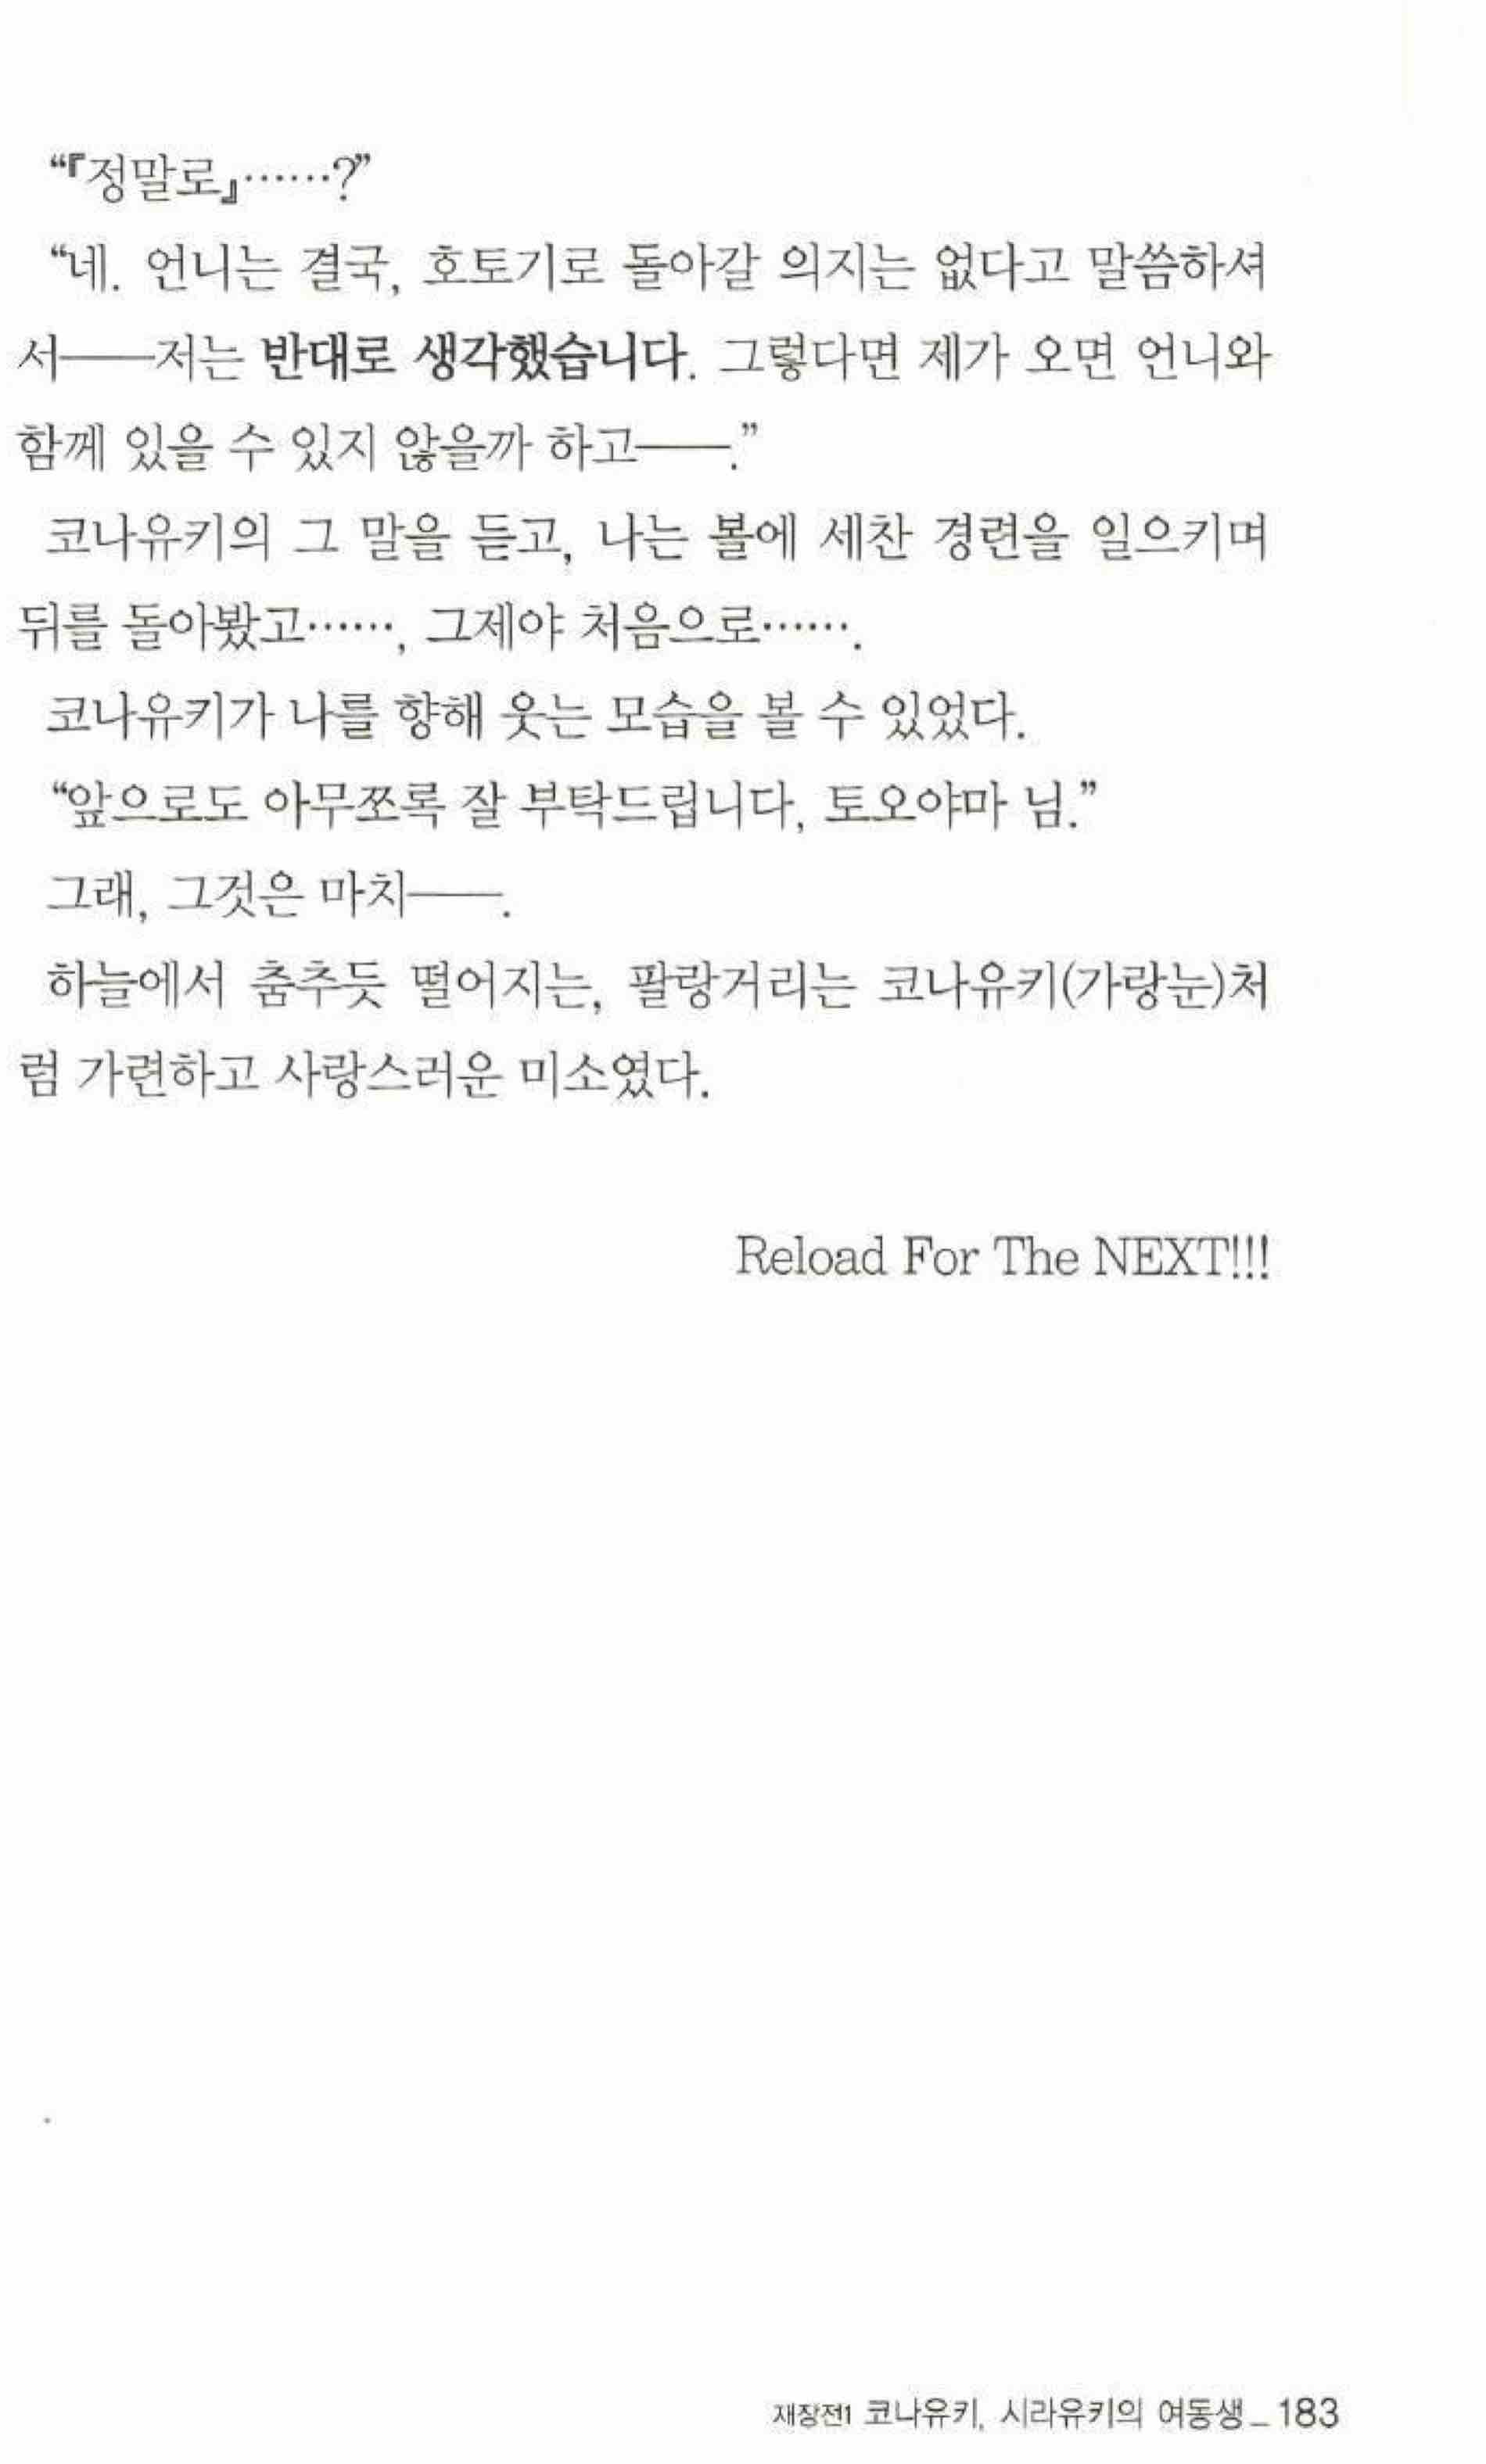 “『정말로』……?”
“네. 언니는 결국, 호토기로 돌아갈 의지는 없다고 말씀하셔
서──저는 반대로 생각했습니다. 그렇다면 제가 오면 언니와
함께 있을 수 있지 않을까 하고──.”
코나유키의 그 말을 듣고, 나는 볼에 세찬 경련을 일으키며
뒤를 돌아봤고……, 그제야 처음으로…….
코나유키가 나를 향해 웃는 모습을 볼 수 있었다.
“앞으로도 아무쪼록 잘 부탁드립니다, 토오야마 님.”
그래, 그것은 마치──.
하늘에서 춤추듯 떨어지는, 팔랑거리는 코나유키(가랑눈)처
럼 가련하고 사랑스러운 미소였다.
Reload For The NEXT!!!
재장전1 코나유키, 시라유키의 여동생_183